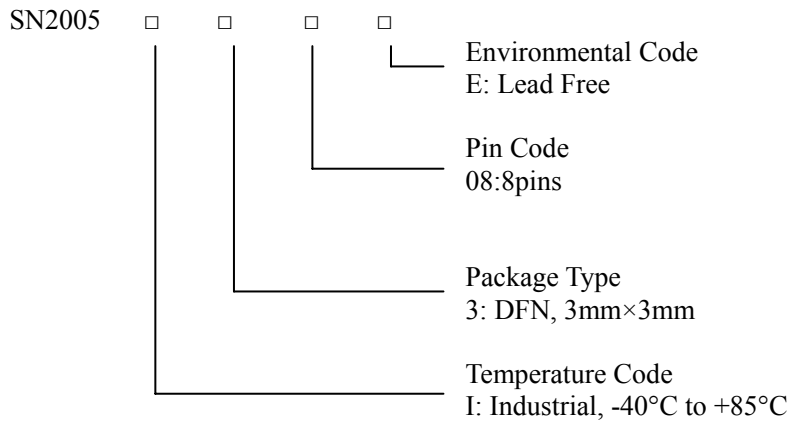 SN2005 □ □ □ □
Environmental Code
E: Lead Free
Pin Code
08:8pins
Package Type
3: DFN, 3mm×3mm
Temperature Code
I: Industrial, -40°C to +85°C